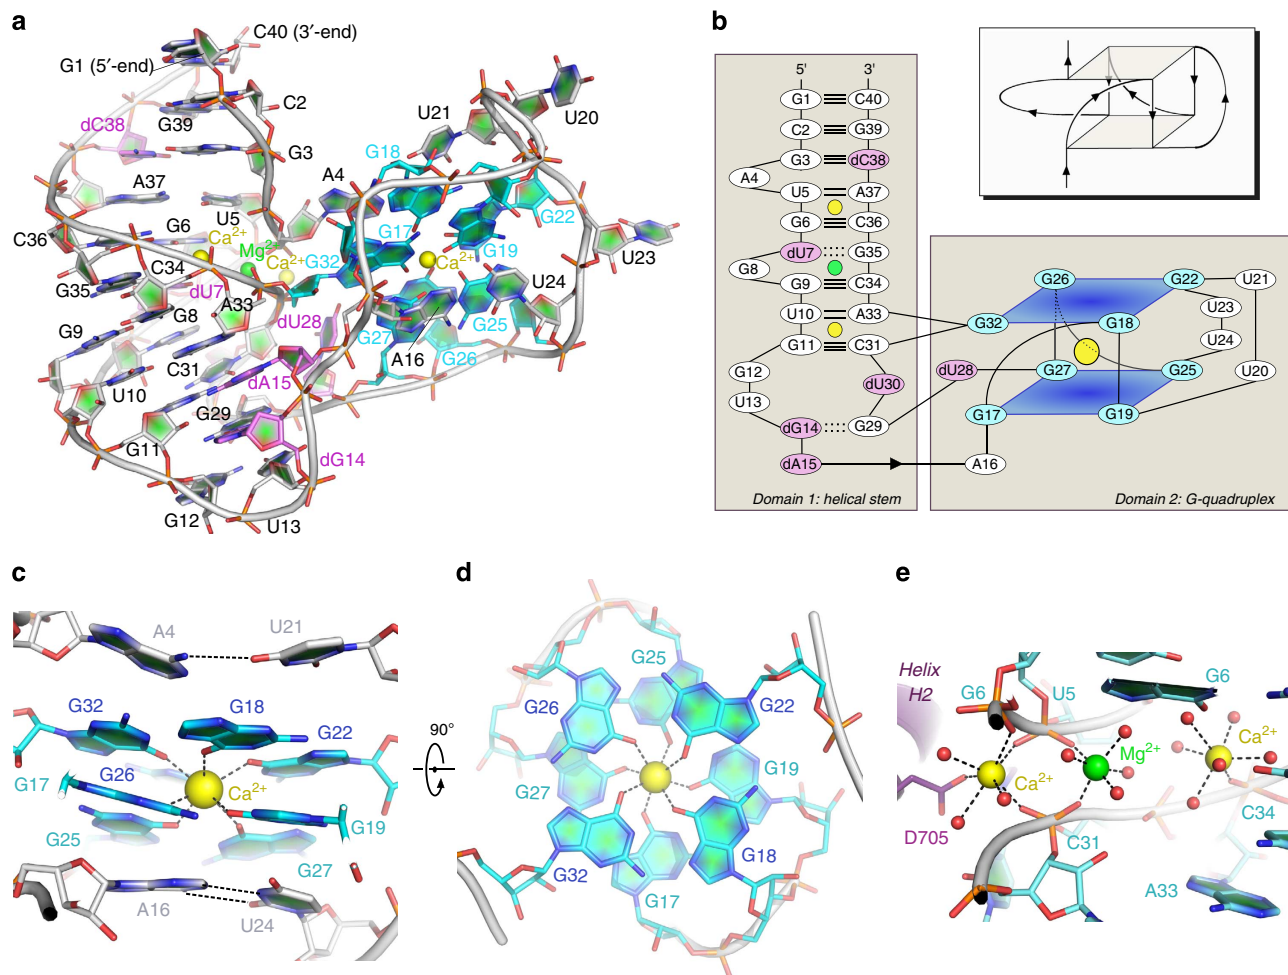 a
C40 (3′-end)
G1 (5′-end)
C2
dC38
G39
G3
U21
U20
G18
A37
A4
G22
U5
G17
C36
G6
Ca2+
Mg2+
Ca2+
G32
Ca2+
G19
U23
C34
G35
dU7
A33
U24
G8
dU28
G9
G27
G25
C31
A16
G26
U10
dA15
G29
G11
dG14
G12
U13
b
5'
3'
G1
C40
C2
G39
G3
dC38
A4
U5
A37
G6
C36
dU7
G35
G8
G9
C34
U10
A33
G11
C31
G12
dU30
U13
dG14
G29
dA15
A16
G26
G22
U21
U23
G32
G18
U24
dU28
G27
G25
U20
G17
G19
Domain 1: helical stem
Domain 2: G-quadruplex
c
A4
U21
G32
G18
G22
G26
G17
Ca2+
G19
G25
G27
A16
U24
90°
d
G25
G26
G22
G19
G27
G32
G18
G17
e
Helix
H2
G6
U5
G6
Ca2+
Mg2+
Ca2+
D705
C34
C31
A33